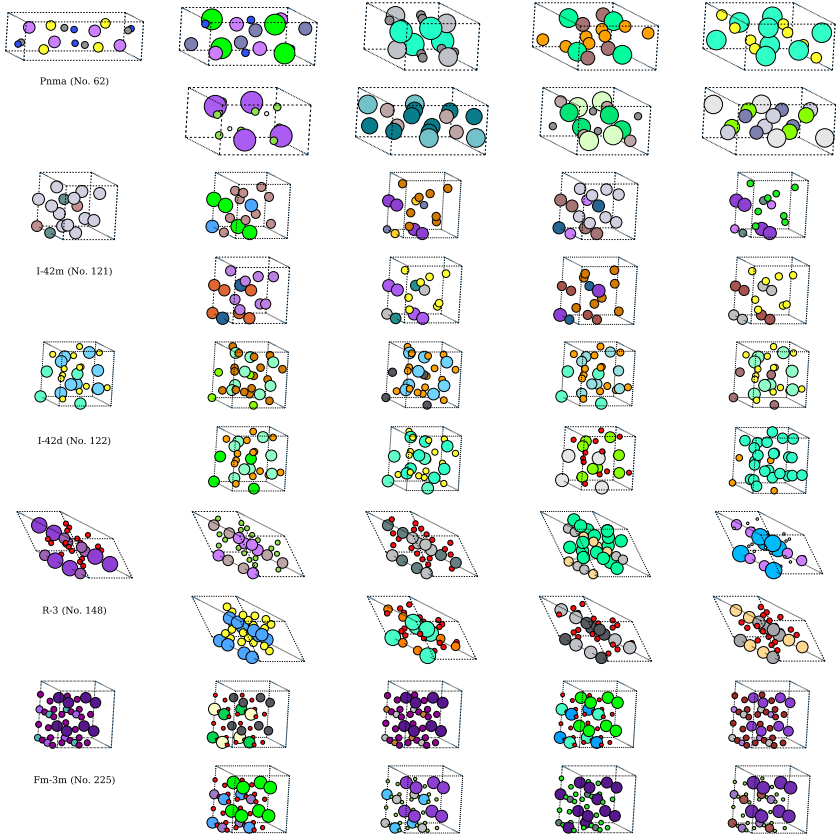 Pnma (No. 62)
I-42m (No. 121)
I-42d (No. 122)
R-3 (No. 148)
Fm-3m (No. 225)